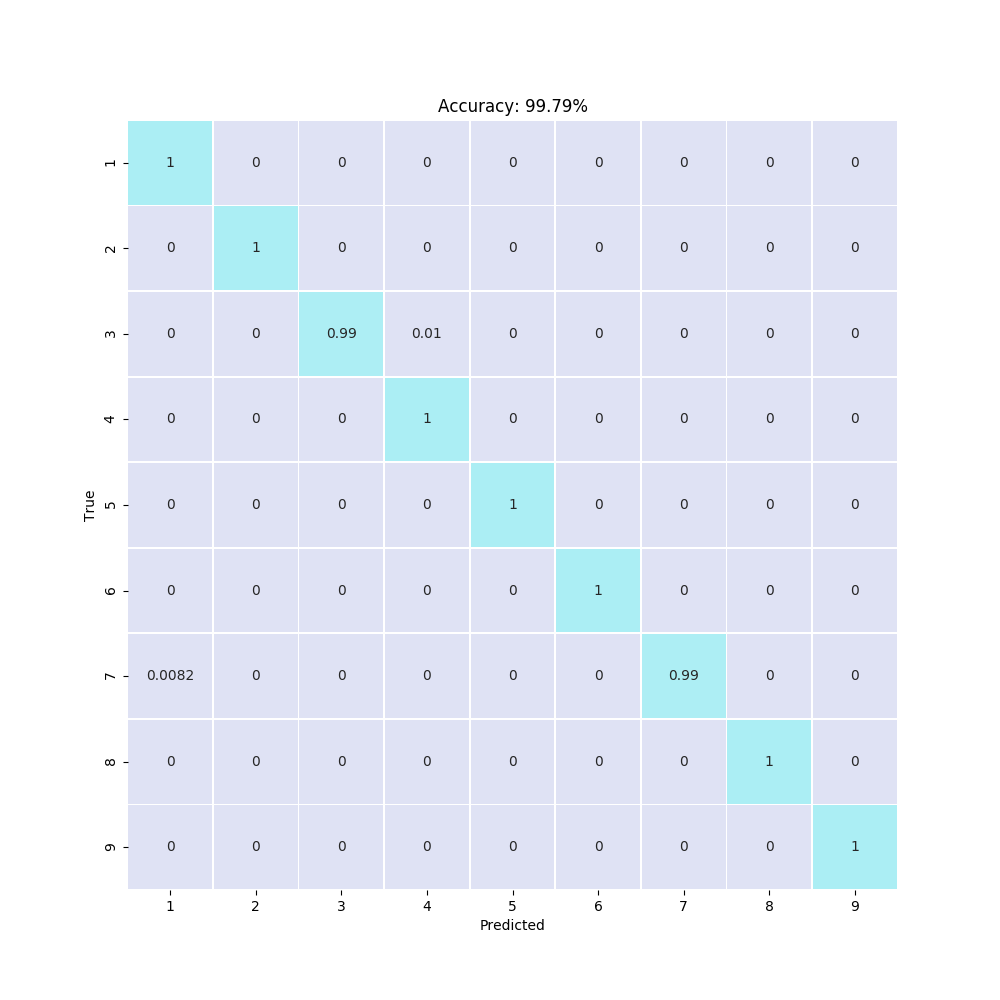 Accuracy: 99.79%
1 1 0 0 0 0 0 0 0 0
2 0 1 0 0 0 0 0 0 0
3 0 0 0.99 0.01 0 0 0 0 0
4 0 0 0 1 0 0 0 0 0
5 0 0 0 0 1 0 0 0 0
True
6 0 0 0 0 0 1 0 0 0
7 0.0082 0 0 0 0 0 0.99 0 0
8 0 0 0 0 0 0 0 1 0
9 0 0 0 0 0 0 0 0 1
1 2 3 4 5 6 7 8 9
Predicted